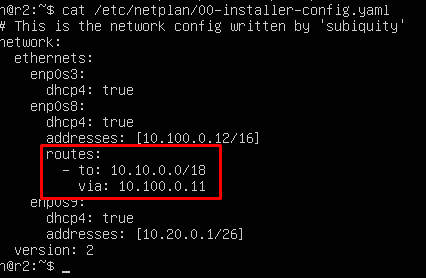 n@r2:~$ cat /etc/netplan/00-installer-config.yaml
# This is the network config written by 'subiquity'
network:
  ethernets:
    enp0s3:
      dhcp4: true
    enp0s8:
      dhcp4: true
      addresses: [10.100.0.12/16]
      routes:
        - to: 10.10.0.0/18
          via: 10.100.0.11
    enp0s9:
      dhcp4: true
      addresses: [10.20.0.1/26]
  version: 2
n@r2:~$ _